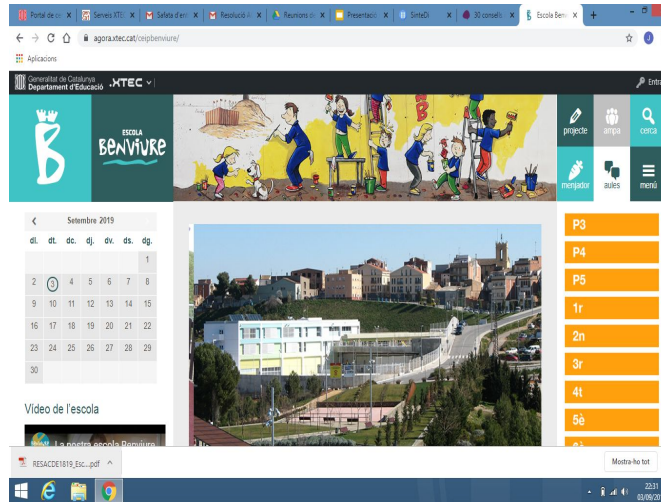 Portal de ce
Serveis XTE
Safata d'ent
Resolució A
Reunions d
Presentació
SinteDi
30 consells
Escola Benv
agora.xtec.cat/ceipbenviure/
Aplicacions
Generalitat de Catalunya
Departament d'Educació
XTEC
Entra
B
ESCOLA
BENVIURE
projecte
ampa
cerca
menjador
aules
menú
Setembre 2019
dl. dt. dc. dj. dv. ds. dg.
1
2 3 4 5 6 7 8
9 10 11 12 13 14 15
16 17 18 19 20 21 22
23 24 25 26 27 28 29
30
P3
P4
P5
1r
2n
3r
4t
5è
Vídeo de l'escola
La nostra escola Benviure
RESACDE1819_Esc....pdf
Mostra-ho tot
22:31
03/09/20